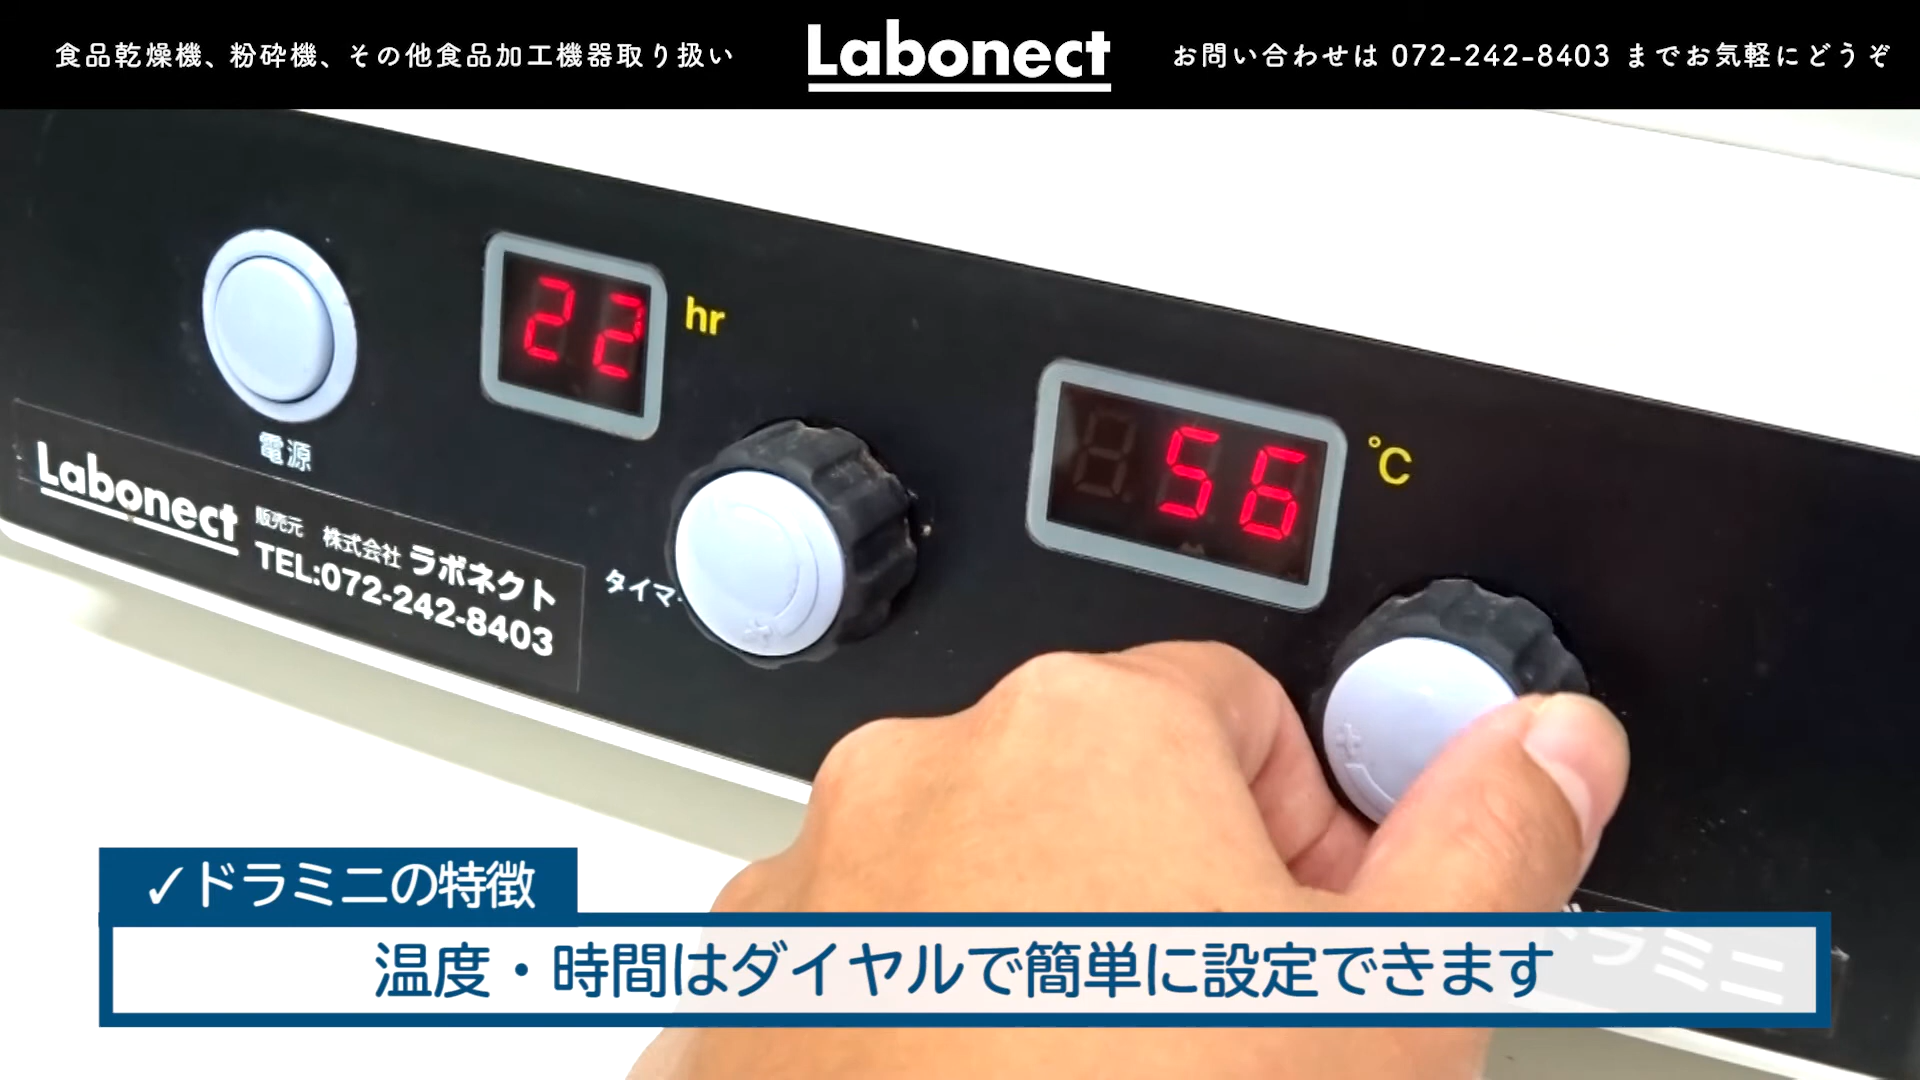 食品乾燥機、粉砕機、その他食品加工機器取り扱い
Labonect
お問い合わせは 072-242-8403 までお気軽にどうぞ
22
hr
56
℃
電源
Labonect
販売元 株式会社 ラボネクト
TEL:072-242-8403
タイマー
✓ドラミニの特徴
温度・時間はダイヤルで簡単に設定できます
ドラミニ